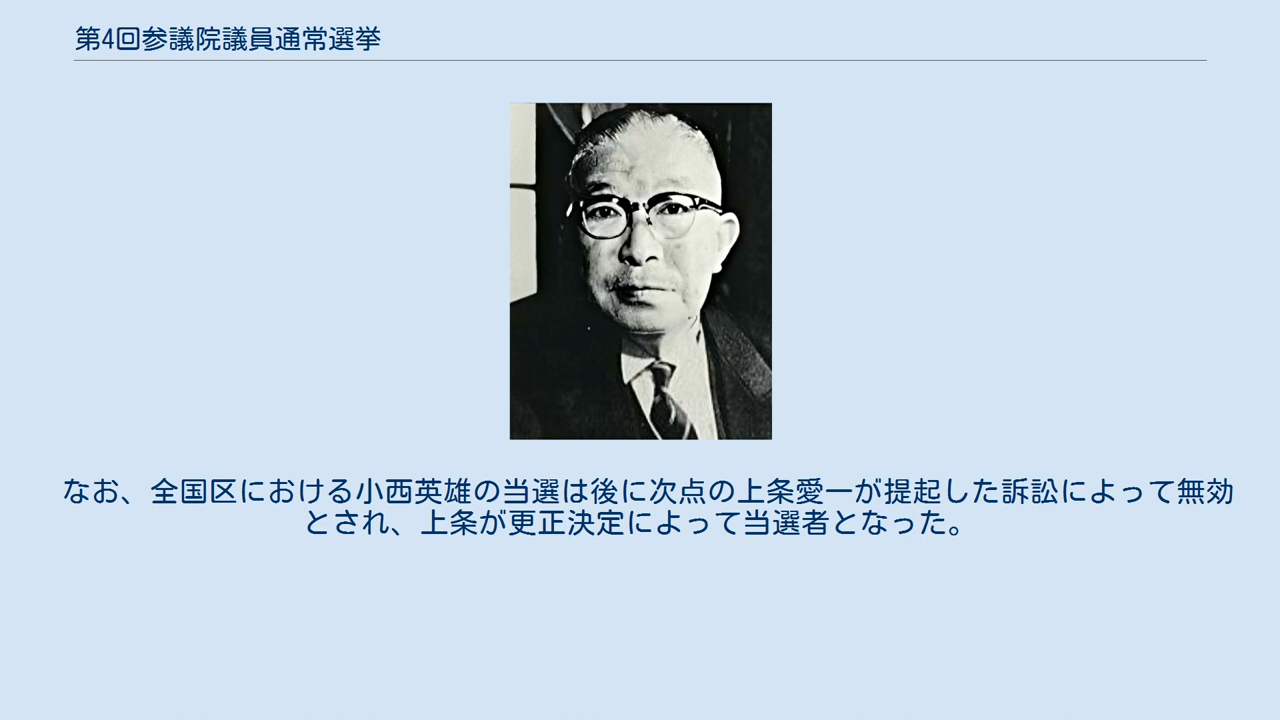 第4回参議院議員通常選挙
なお、全国区における小西英雄の当選は後に次点の上条愛一が提起した訴訟によって無効
とされ、上条が更正決定によって当選者となった。